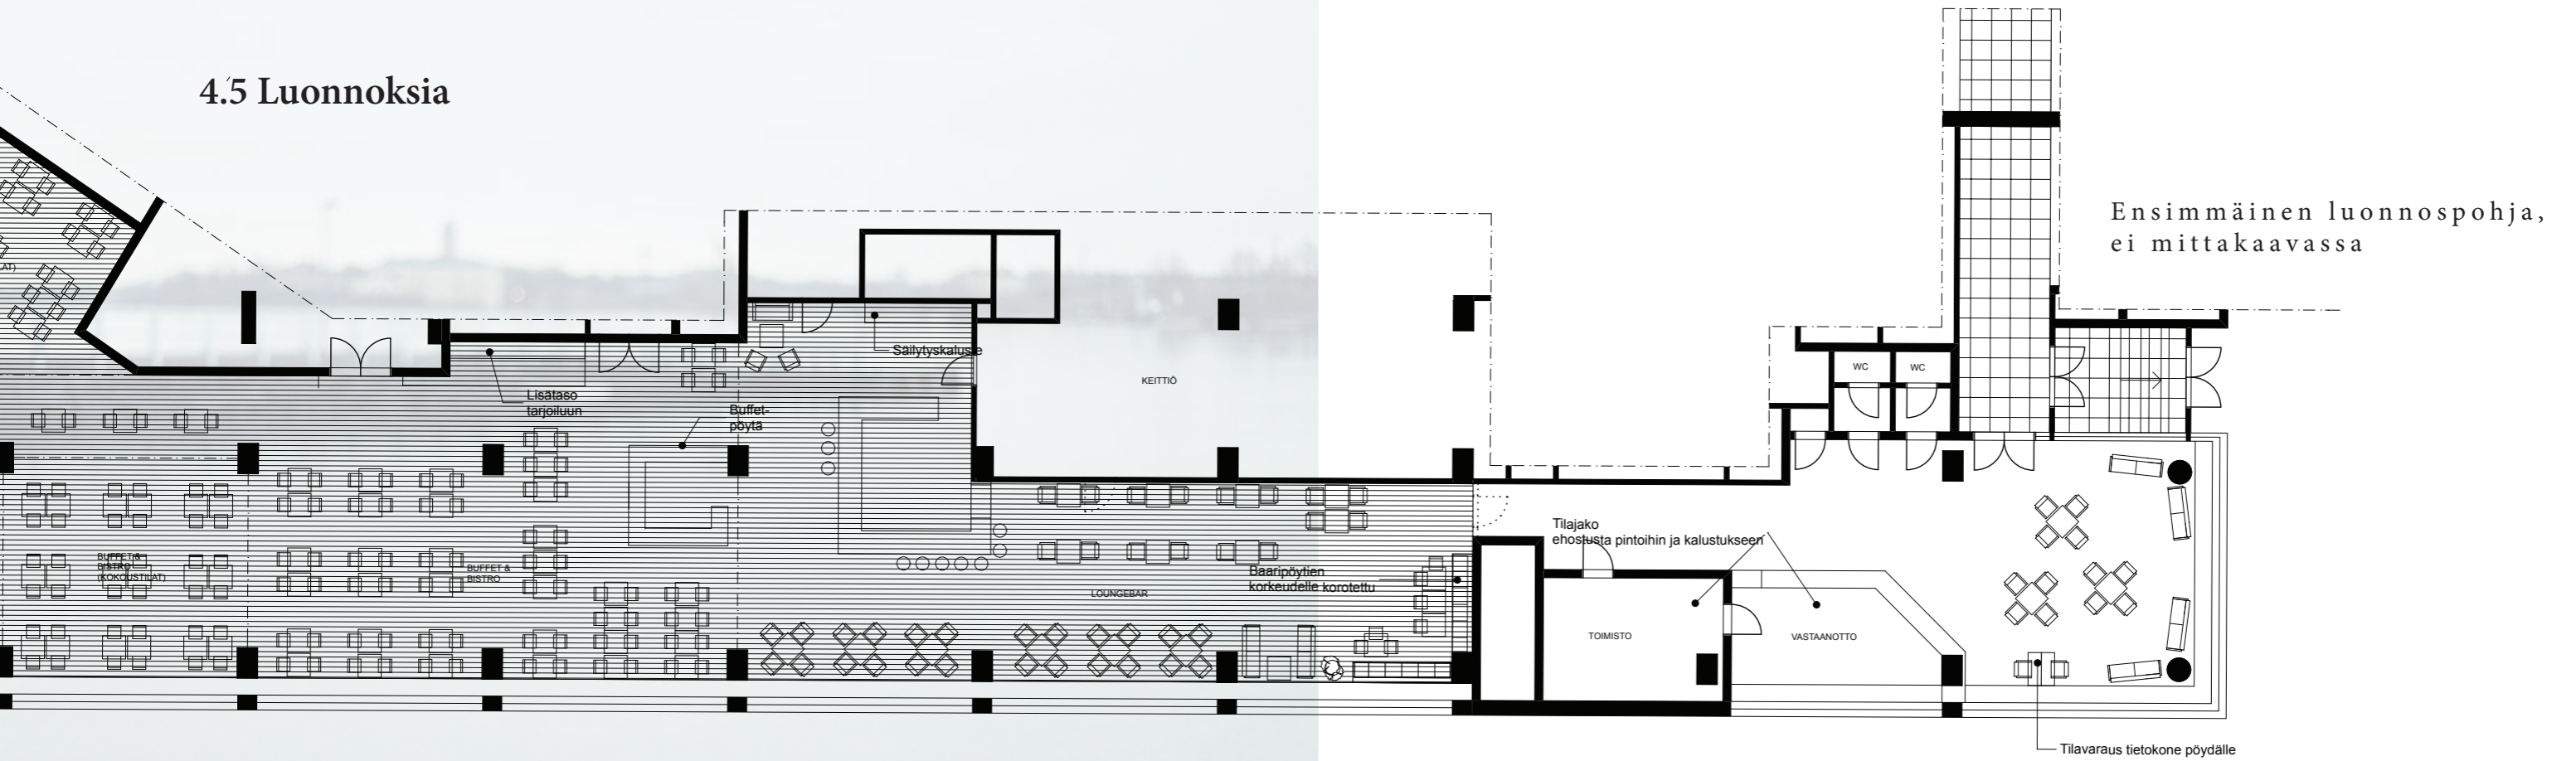 4.5 Luonnoksia
Ensimmäinen luonnospohja,
ei mittakaavassa
LAT)
Säilytyskaluste
KEITTIÖ
WC
WC
Lisätaso
tarjoiluun
Buffet-
pöytä
BUFFET &
BISTRO
(KOKOUSTILAT)
BUFFET &
BISTRO
LOUNGEBAR
Baaripöytien
korkeudelle korotettu
Tilajako
ehostusta pintoihin ja kalustukseen
TOIMISTO
VASTAANOTTO
Tilavaraus tietokone pöydälle